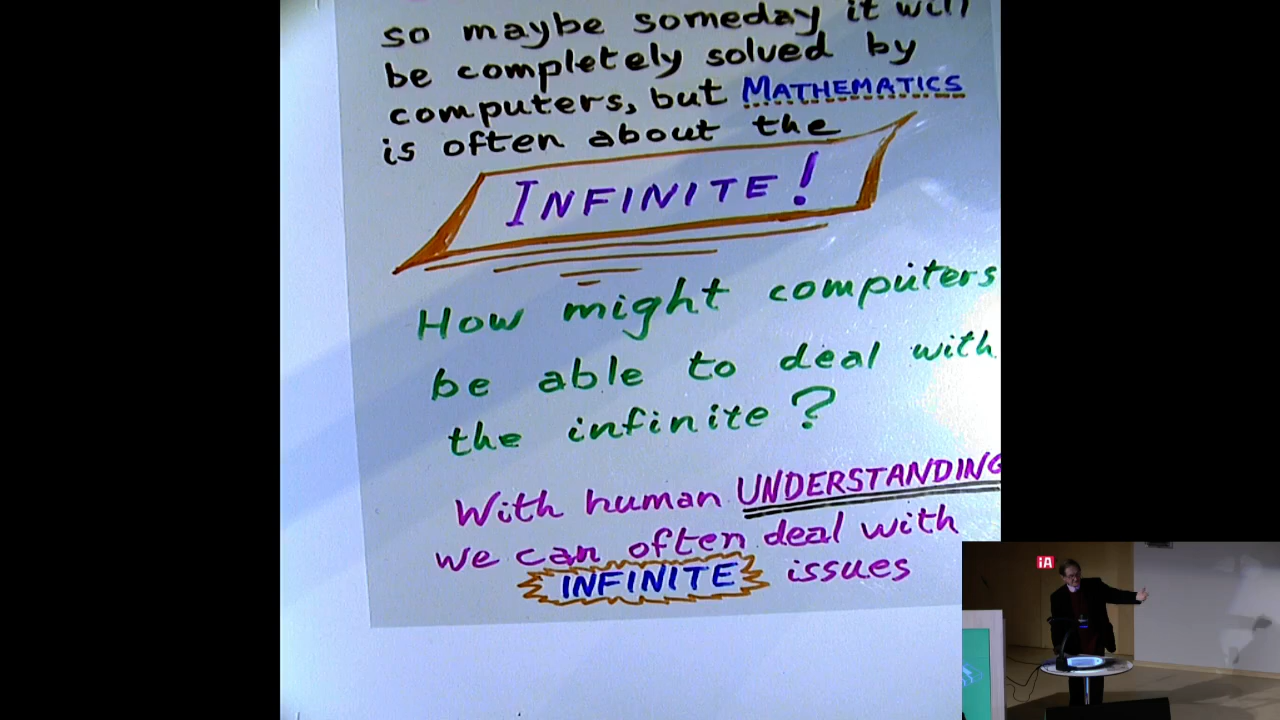 so maybe someday it will
be completely solved by
computers, but MATHEMATICS
is often about the
INFINITE!
How might computers
be able to deal with
the infinite?
With human UNDERSTANDING
we can often deal with
INFINITE issues
iA